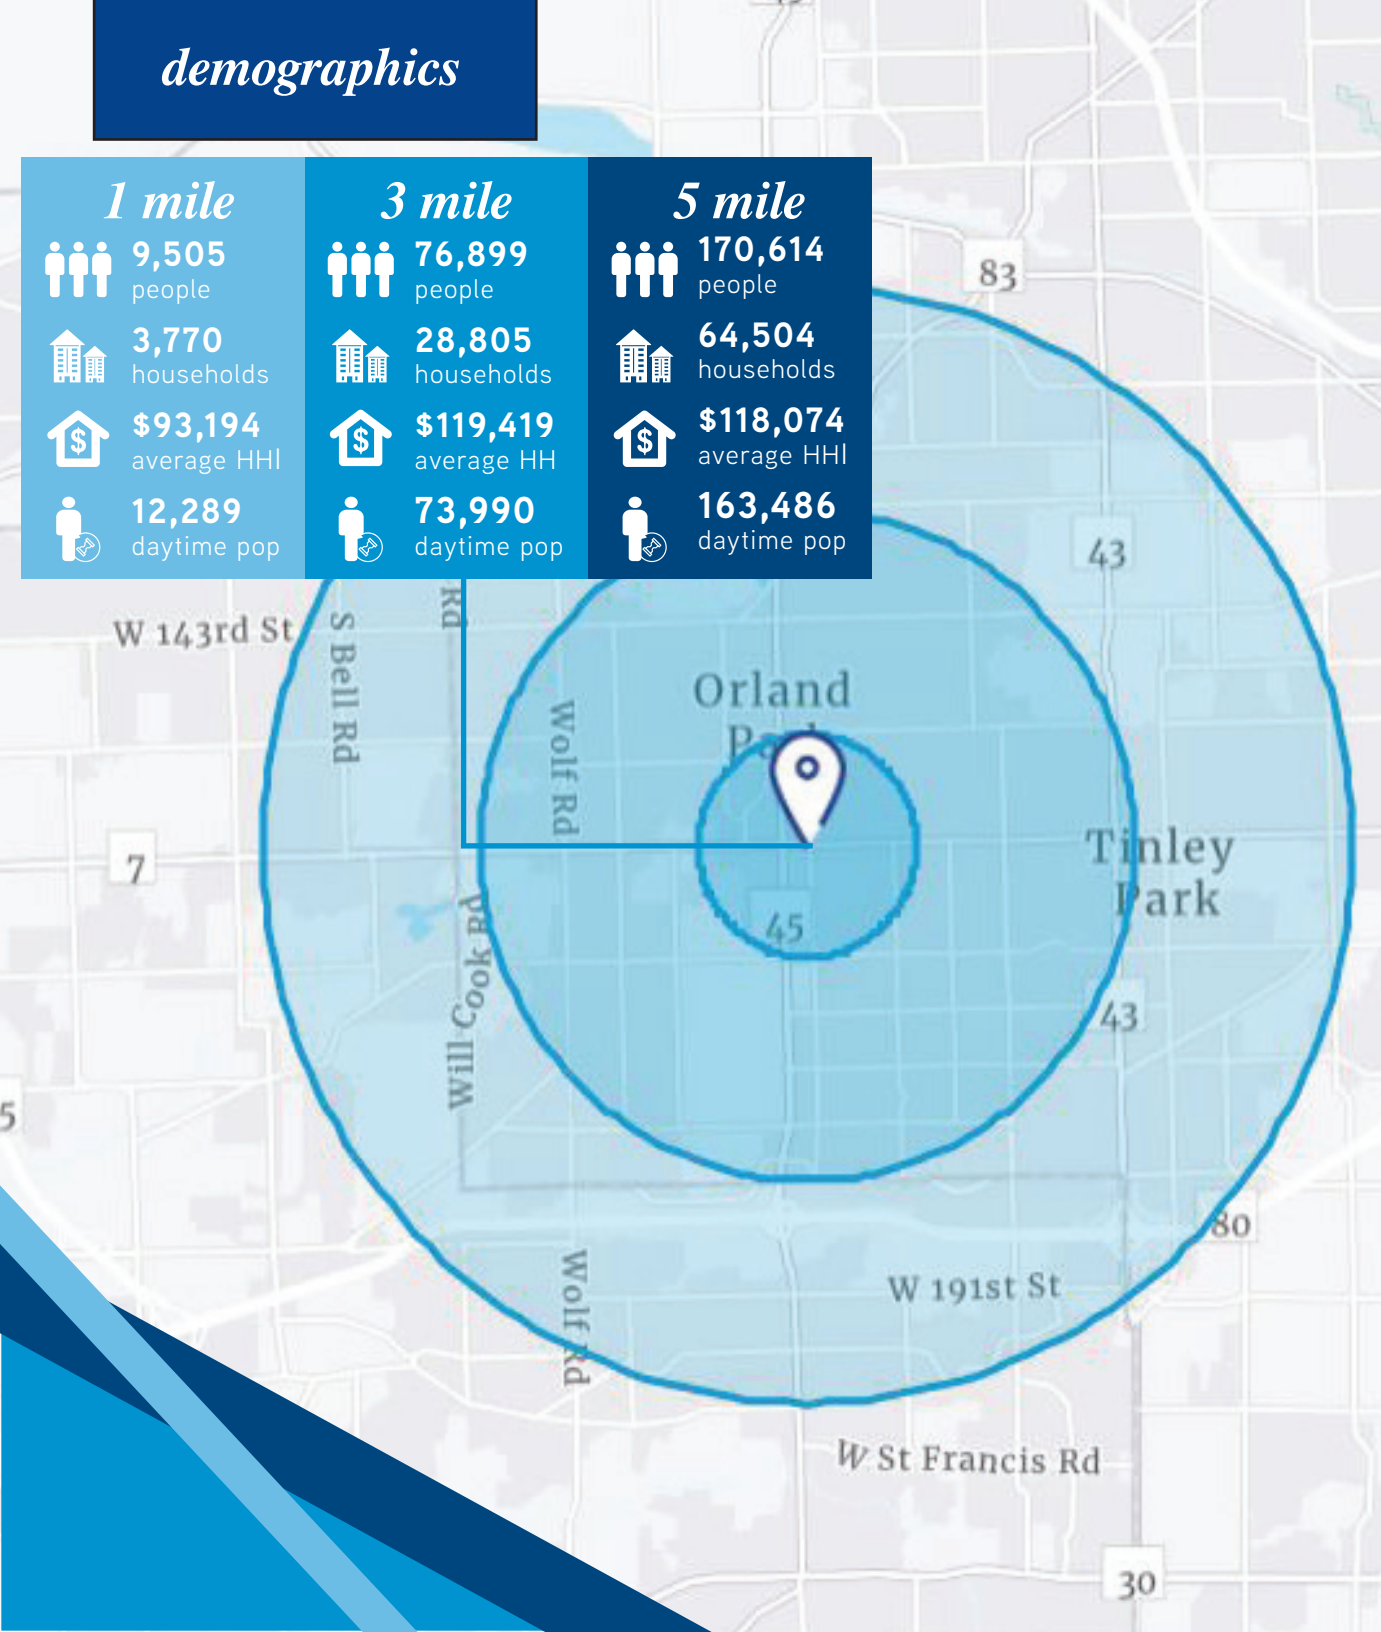 demographics
1 mile
9,505
people
3,770
households
$93,194
average HHI
12,289
daytime pop
3 mile
76,899
people
28,805
households
$119,419
average HH
73,990
daytime pop
5 mile
170,614
people
64,504
households
$118,074
average HHI
163,486
daytime pop
83
43
W 143rd St
S Bell Rd
Rd
Wolf Rd
Orland
7
45
Tinley
Park
Will-Cook Rd
43
5
80
Wolf Rd
W 191st St
W St Francis Rd
30